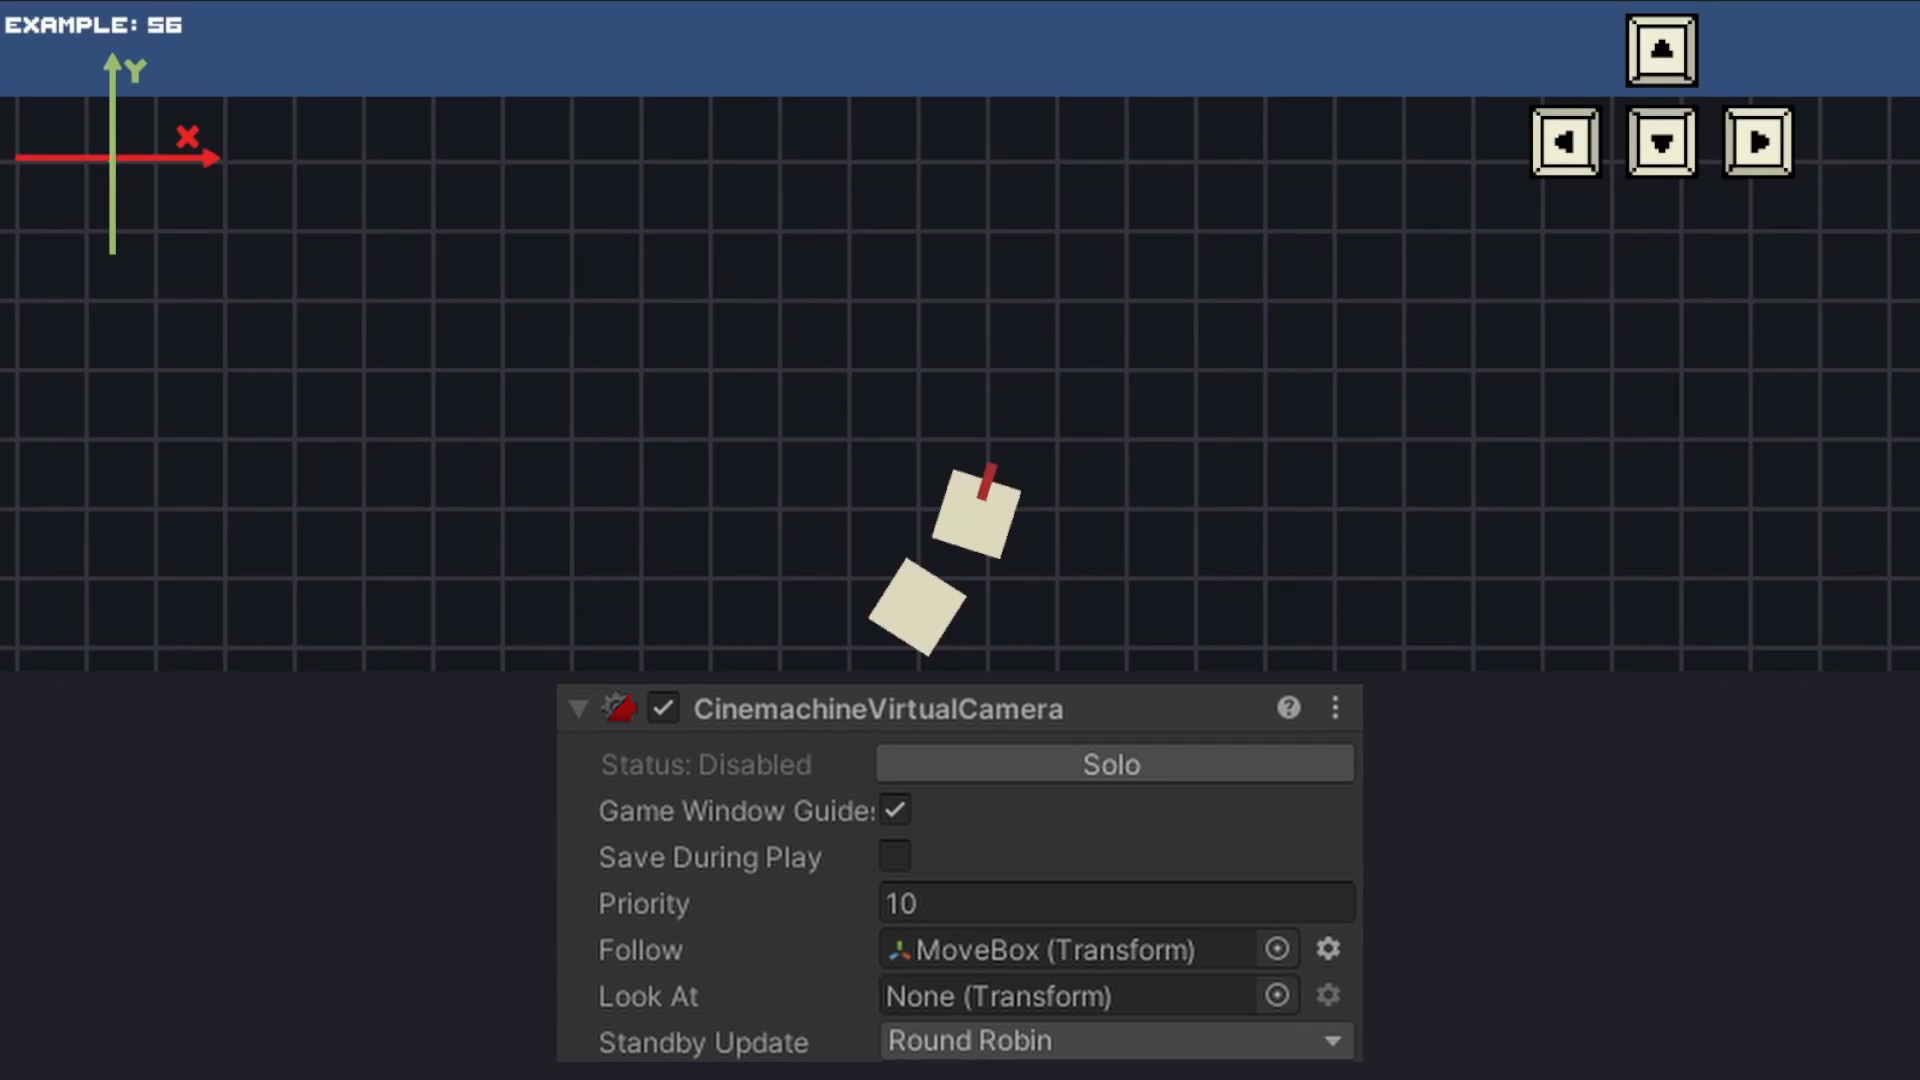 EXAMPLE: 56
Y
X
CinemachineVirtualCamera
Status: Disabled
Solo
Game Window Guides
Save During Play
Priority
10
Follow
MoveBox (Transform)
Look At
None (Transform)
Standby Update
Round Robin